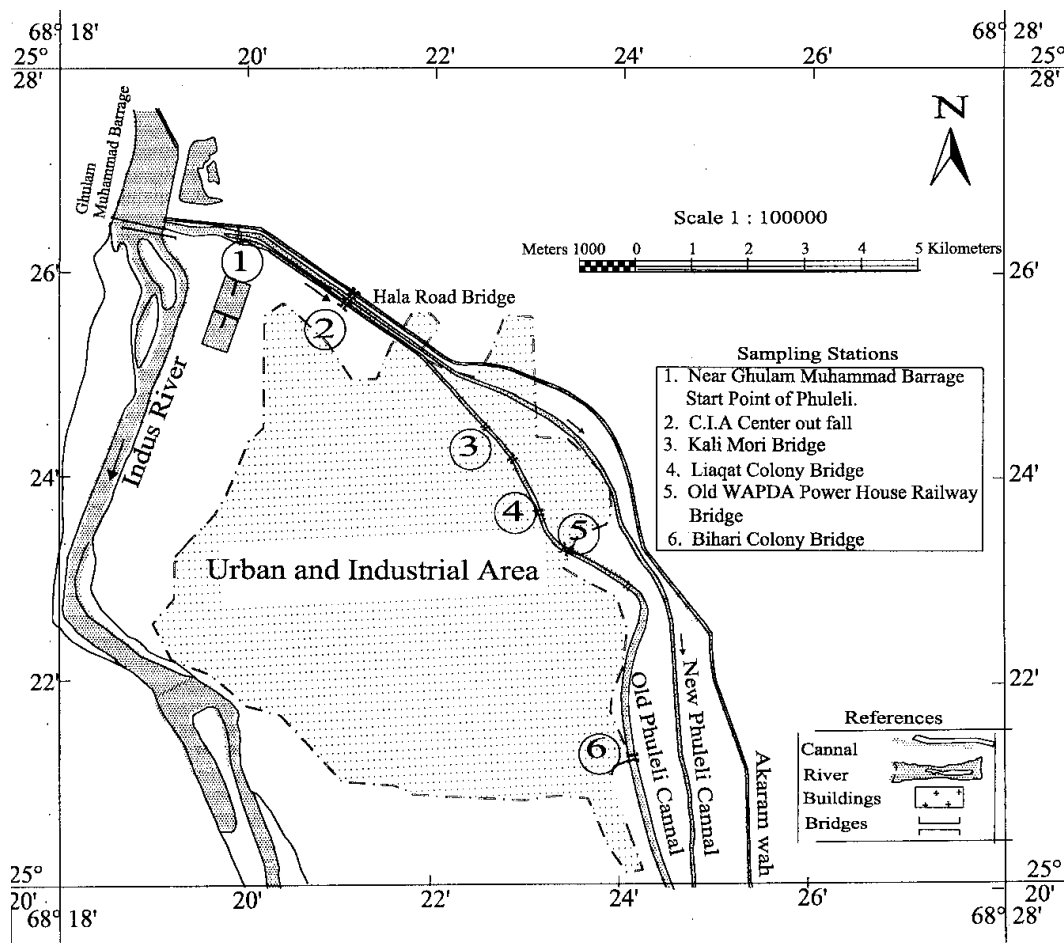 68° 18'
68° 28'
25° 28'
20'
22'
24'
26'
25° 28'
N
Ghulam
Muhammad Barrage
Scale 1 : 100000
Meters 1000 0 1 2 3 4 5 Kilometers
26'
26'
1
Hala Road Bridge
2
Sampling Stations
1. Near Ghulam Muhammad Barrage
Start Point of Phuleli.
2. C.I.A Center out fall
3. Kali Mori Bridge
4. Liaqat Colony Bridge
5. Old WAPDA Power House Railway
Bridge
6. Bihari Colony Bridge
Indus River
3
24'
24'
4
5
Urban and Industrial Area
22'
22'
Old Phuleli Cannal
New Phuleli Cannal
Akaram wah
6
References
Cannal
River
Buildings
Bridges
25° 20'
25° 20'
68° 18'
20'
22'
24'
26'
68° 28'